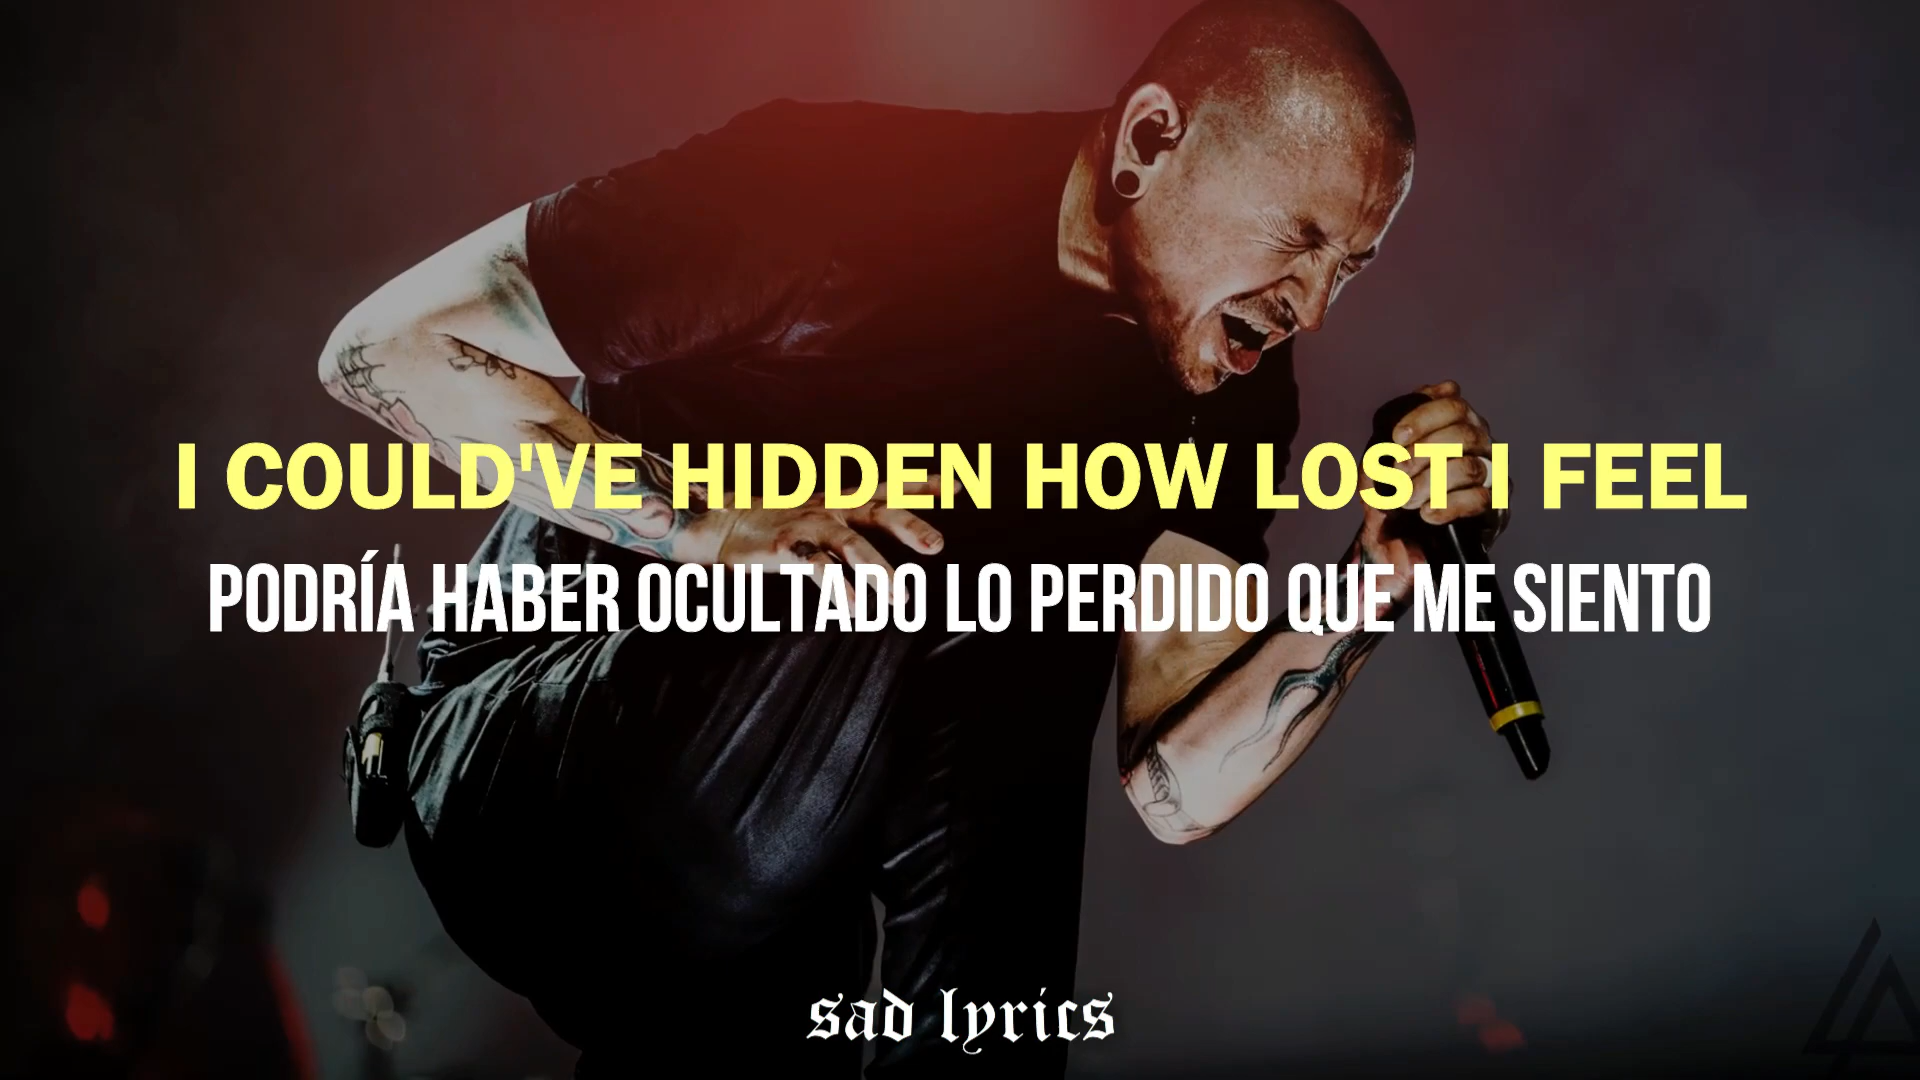 I COULD'VE HIDDEN HOW LOST I FEEL
PODRÍA HABER OCULTADO LO PERDIDO QUE ME SIENTO
sad lyrics